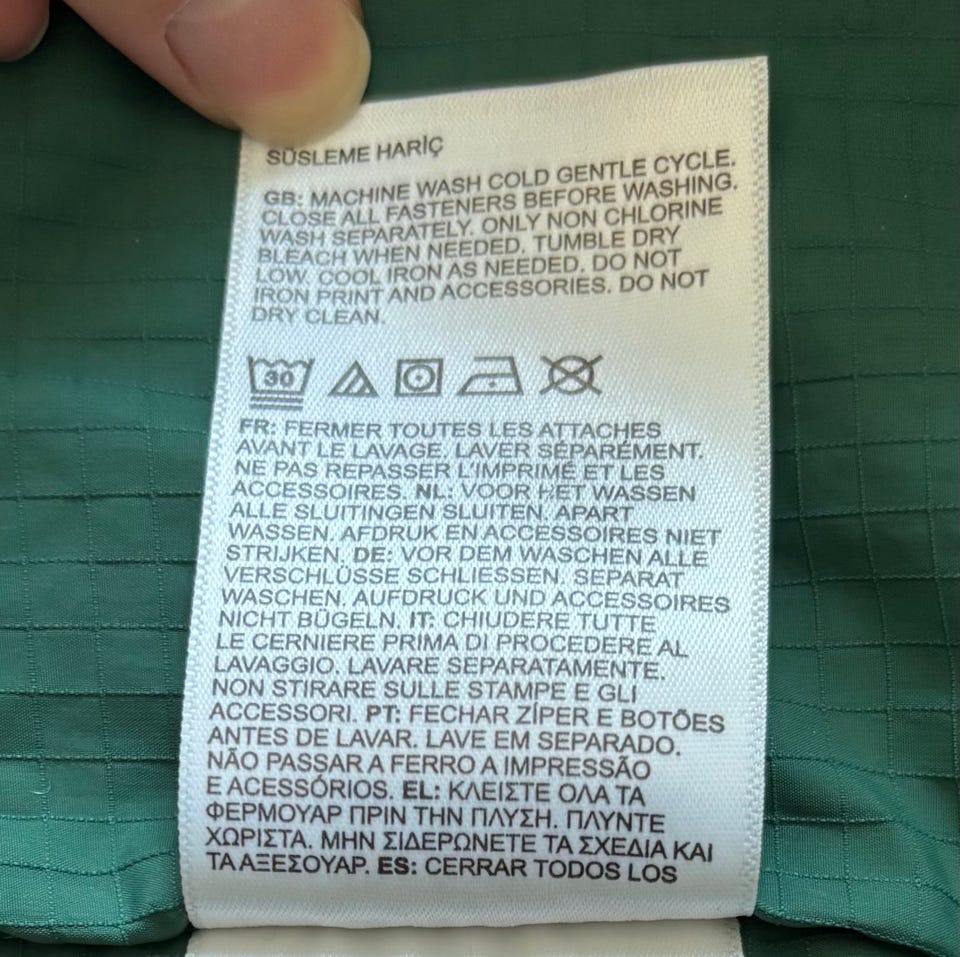 SÜSLEME HARİÇ
GB: MACHINE WASH COLD GENTLE CYCLE.
CLOSE ALL FASTENERS BEFORE WASHING.
WASH SEPARATELY. ONLY NON CHLORINE
BLEACH WHEN NEEDED. TUMBLE DRY
LOW. COOL IRON AS NEEDED. DO NOT
IRON PRINT AND ACCESSORIES. DO NOT
DRY CLEAN.
30
FR: FERMER TOUTES LES ATTACHES
AVANT LE LAVAGE. LAVER SÉPARÉMENT.
NE PAS REPASSER L'IMPRIMÉ ET LES
ACCESSOIRES. NL: VOOR HET WASSEN
ALLE SLUITINGEN SLUITEN. APART
WASSEN. AFDRUK EN ACCESSOIRES NIET
STRIJKEN. DE: VOR DEM WASCHEN ALLE
VERSCHLÜSSE SCHLIESSEN. SEPARAT
WASCHEN. AUFDRUCK UND ACCESSOIRES
NICHT BÜGELN. IT: CHIUDERE TUTTE
LE CERNIERE PRIMA DI PROCEDERE AL
LAVAGGIO. LAVARE SEPARATAMENTE.
NON STIRARE SULLE STAMPE E GLI
ACCESSORI. PT: FECHAR ZÍPER E BOTÕES
ANTES DE LAVAR. LAVE EM SEPARADO.
NÃO PASSAR A FERRO A IMPRESSÃO
E ACESSÓRIOS. EL: ΚΛΕΙΣΤΕ ΟΛΑ ΤΑ
ΦΕΡΜΟΥΑΡ ΠΡΙΝ ΤΗΝ ΠΛΥΣΗ. ΠΛΥΝΤΕ
ΧΩΡΙΣΤΑ. ΜΗΝ ΣΙΔΕΡΩΝΕΤΕ ΤΑ ΣΧΕΔΙΑ ΚΑΙ
ΤΑ ΑΞΕΣΟΥΑΡ. ES: CERRAR TODOS LOS